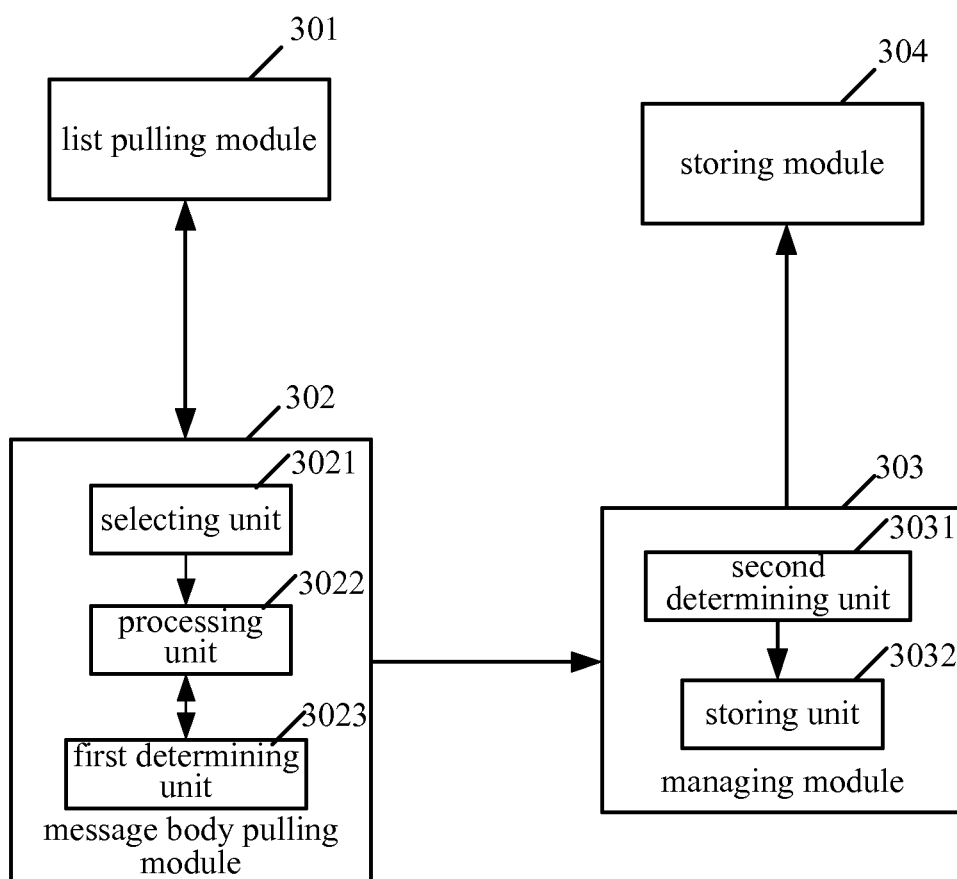 301
list pulling module
304
storing module
302
3021
selecting unit
3022
processing
unit
3023
first determining
unit
message body pulling
module
303
3031
second
determining unit
3032
storing unit
managing module